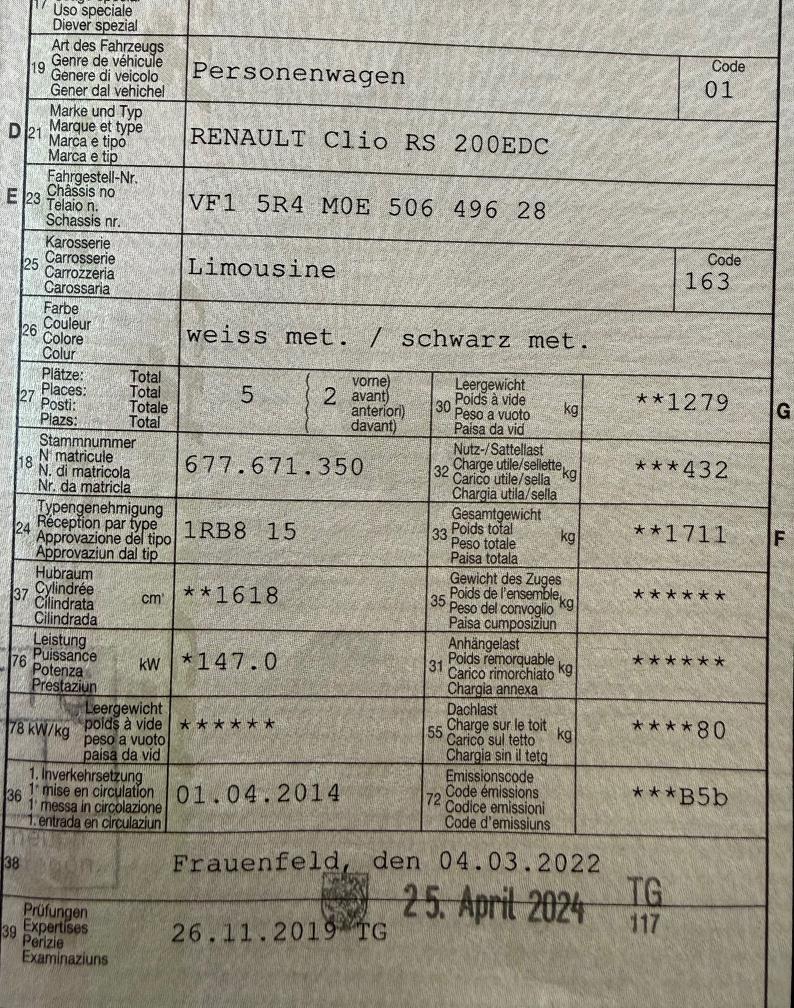 17
Uso speciale
Diever spezial
19
Art des Fahrzeugs
Genre de véhicule
Genere di veicolo
Gener dal vehichel
Personenwagen
Code
01
D
21
Marke und Typ
Marque et type
Marca e tipo
Marca e tip
RENAULT Clio RS 200EDC
E
23
Fahrgestell-Nr.
Châssis no
Telaio n.
Schassis nr.
VF1 5R4 M0E 506 496 28
25
Karosserie
Carrosserie
Carrozzeria
Carossaria
Limousine
Code
163
26
Farbe
Couleur
Colore
Colur
weiss met. / schwarz met.
27
Plätze: Total
Places: Total
Posti: Totale
Plazs: Total
5
( 2
vorne)
avant)
anteriori)
davant)
30
Leergewicht
Poids à vide
Peso a vuoto kg
Paisa da vid
**1279
G
18
Stammnummer
N° matricule
N. di matricola
Nr. da matricla
677.671.350
32
Nutz-/Sattellast
Charge utile/sellette kg
Carico utile/sella
Chargia utila/sella
***432
24
Typengenehmigung
Réception par type
Approvazione del tipo
Approvaziun dal tip
1RB8 15
33
Gesamtgewicht
Poids total kg
Peso totale
Paisa totala
**1711
F
37
Hubraum
Cylindrée
Cilindrata cm³
Cilindrada
**1618
35
Gewicht des Zuges
Poids de l'ensemble
Peso del convoglio kg
Paisa cumposiziun
******
76
Leistung
Puissance kW
Potenza
Prestaziun
*147.0
31
Anhängelast
Poids remorquable kg
Carico rimorchiato
Chargia annexa
******
78 kW/kg
Leergewicht
poids à vide
peso a vuoto
paisa da vid
******
55
Dachlast
Charge sur le toit kg
Carico sul tetto
Chargia sin il tetg
****80
36
1. Inverkehrsetzung
1° mise en circulation
1° messa in circolazione
1. entrada en circulaziun
01.04.2014
72
Emissionscode
Code émissions
Codice emissioni
Code d'emissiuns
***B5b
38
Frauenfeld, den 04.03.2022
25. April 2024
TG
117
39
Prüfungen
Expertises
Perizie
Examinaziuns
26.11.2019 TG